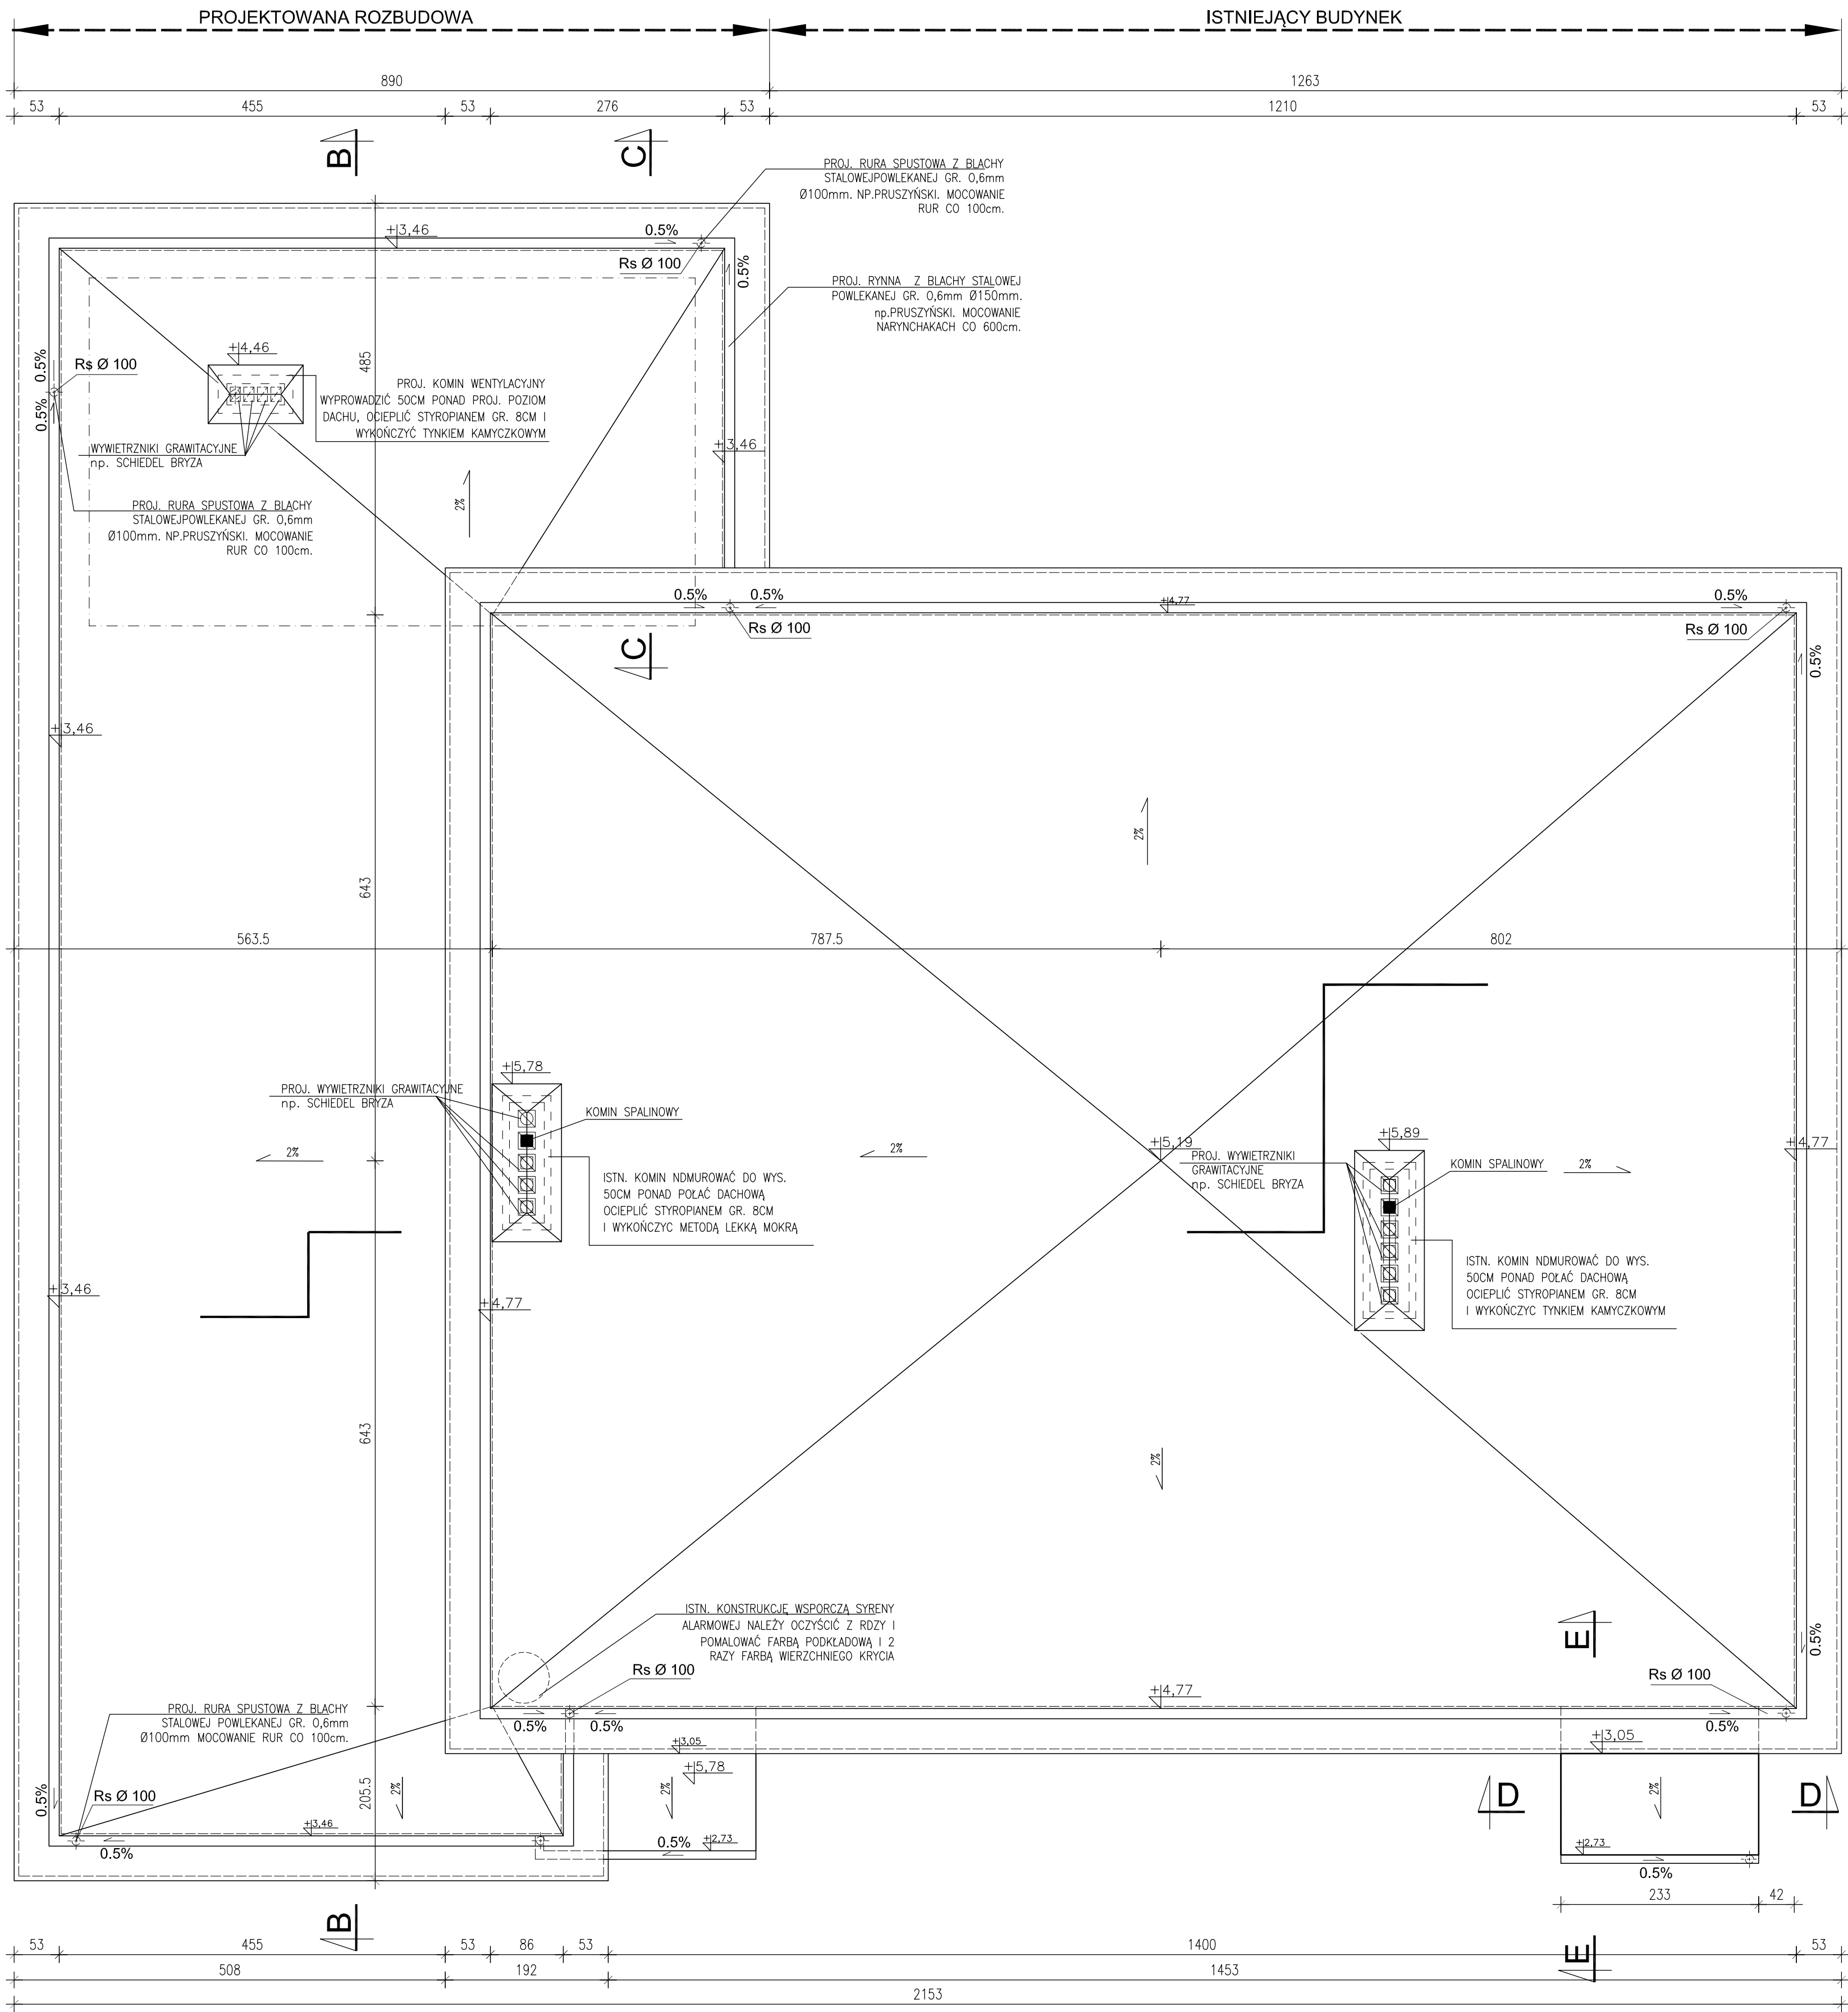 PROJEKTOWANA ROZBUDOWA
ISTNIEJĄCY BUDYNEK
890
1263
53
455
53
276
53
1210
53
B
C
PROJ. RURA SPUSTOWA Z BLACHY
STALOWEJPOWLEKANEJ GR. 0,6mm
Ø100mm. NP.PRUSZYŃSKI. MOCOWANIE
RUR CO 100cm.
+3,46
0.5%
Rs Ø 100
0.5%
PROJ. RYNNA Z BLACHY STALOWEJ
POWLEKANEJ GR. 0,6mm Ø150mm.
np.PRUSZYŃSKI. MOCOWANIE
NARYNCHAKACH CO 600cm.
0.5%
0.5%
Rs Ø 100
+4,46
485
PROJ. KOMIN WENTYLACYJNY
WYPROWADZIĆ 50CM PONAD PROJ. POZIOM
DACHU, OCIEPLIĆ STYROPIANEM GR. 8CM I
WYKOŃCZYĆ TYNKIEM KAMYCZKOWYM
WYWIETRZNIKI GRAWITACYJNE
np. SCHIEDEL BRYZA
+3,46
2%
PROJ. RURA SPUSTOWA Z BLACHY
STALOWEJPOWLEKANEJ GR. 0,6mm
Ø100mm. NP.PRUSZYŃSKI. MOCOWANIE
RUR CO 100cm.
0.5%
0.5%
Rs Ø 100
+4,77
0.5%
Rs Ø 100
0.5%
C
+3,46
2%
643
563.5
787.5
802
+5,78
PROJ. WYWIETRZNIKI GRAWITACYJNE
np. SCHIEDEL BRYZA
KOMIN SPALINOWY
2%
2%
ISTN. KOMIN NDMUROWAĆ DO WYS.
50CM PONAD POŁAĆ DACHOWĄ
OCIEPLIĆ STYROPIANEM GR. 8CM
I WYKOŃCZYC METODĄ LEKKĄ MOKRĄ
+5,19
PROJ. WYWIETRZNIKI
GRAWITACYJNE
np. SCHIEDEL BRYZA
+5,89
KOMIN SPALINOWY
2%
+4,77
ISTN. KOMIN NDMUROWAĆ DO WYS.
50CM PONAD POŁAĆ DACHOWĄ
OCIEPLIĆ STYROPIANEM GR. 8CM
I WYKOŃCZYC TYNKIEM KAMYCZKOWYM
+3,46
+4,77
643
2%
ISTN. KONSTRUKCJĘ WSPORCZĄ SYRENY
ALARMOWEJ NALEŻY OCZYŚCIĆ Z RDZY I
POMALOWAĆ FARBĄ PODKŁADOWĄ I 2
RAZY FARBĄ WIERZCHNIEGO KRYCIA
Rs Ø 100
E
0.5%
Rs Ø 100
+4,77
PROJ. RURA SPUSTOWA Z BLACHY
STALOWEJ POWLEKANEJ GR. 0,6mm
Ø100mm MOCOWANIE RUR CO 100cm.
0.5%
0.5%
0.5%
+3,05
+3,05
+5,78
0.5%
Rs Ø 100
205.5
2%
2%
2%
D
D
+3,46
0.5%
0.5%
+2,73
+2,73
0.5%
233
42
B
E
53
455
53
86
53
1400
53
508
192
1453
2153